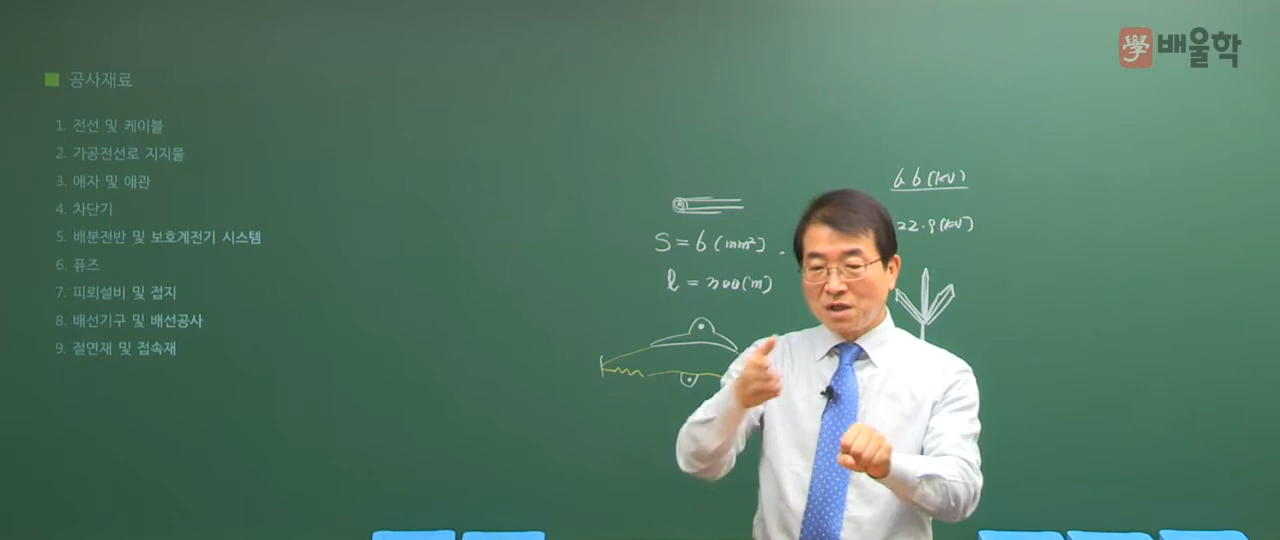 學 배울학
공사재료
1. 전선 및 케이블
2. 가공전선로 지지물
3. 애자 및 애관
4. 차단기
5. 배분전반 및 보호계전기 시스템
6. 퓨즈
7. 피뢰설비 및 접지
8. 배선기구 및 배선공사
9. 절연재 및 접속재
6.6(kV)
22.9(kV)
S = 6 (mm²)
l = 300(m)